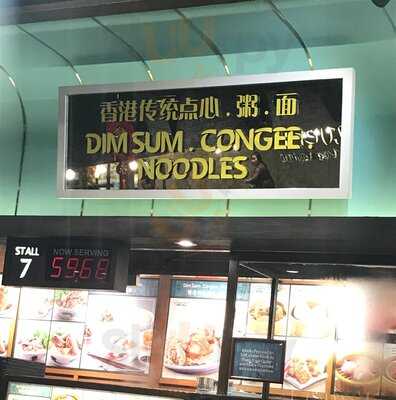 香港传统点心.粥.面
DIM SUM . CONGEE.
NOODLES
STALL
7
NOW SERVING
5968